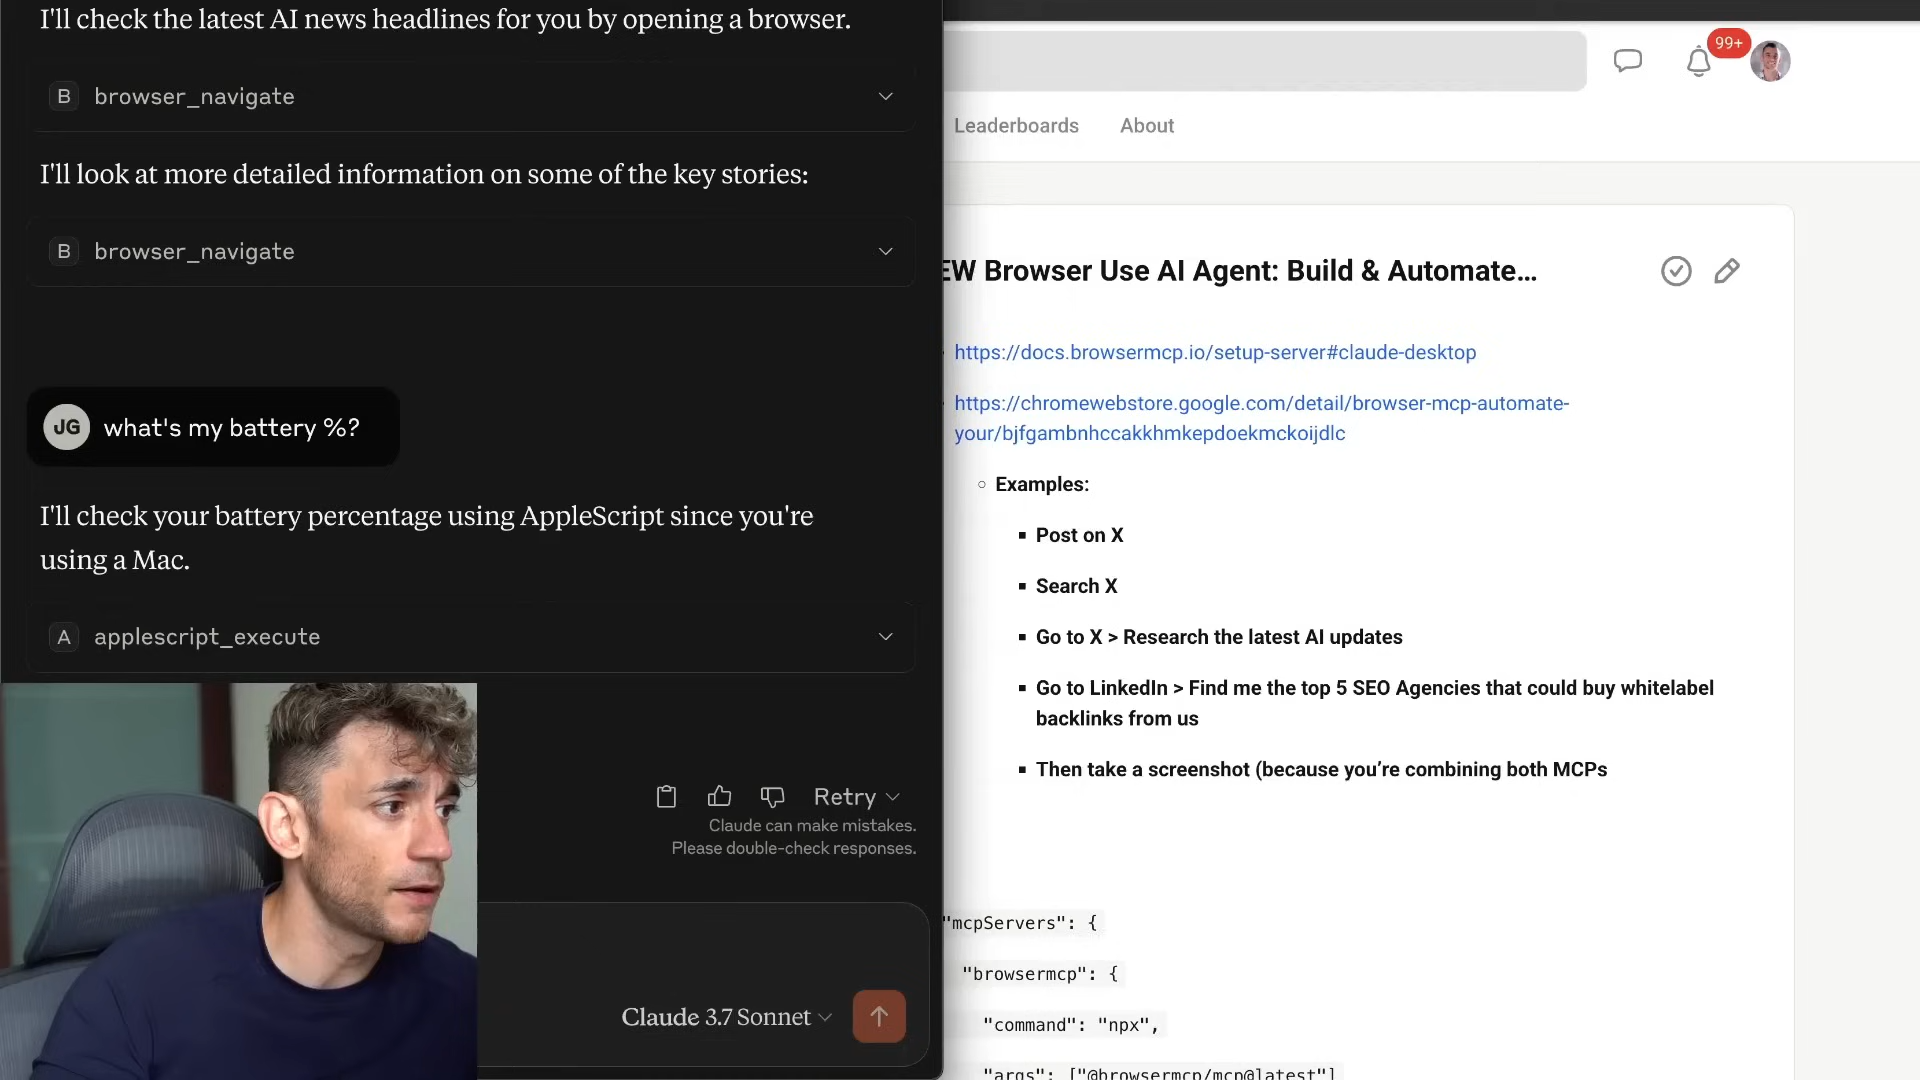 I'll check the latest AI news headlines for you by opening a browser.
B browser_navigate
I'll look at more detailed information on some of the key stories:
B browser_navigate
JG what's my battery %?
I'll check your battery percentage using AppleScript since you're
using a Mac.
A applescript_execute
Retry
Claude can make mistakes.
Please double-check responses.
Claude 3.7 Sonnet
99+
Leaderboards About
EW Browser Use AI Agent: Build & Automate...
https://docs.browsermcp.io/setup-server#claude-desktop
https://chromewebstore.google.com/detail/browser-mcp-automate-
your/bjfgambnhccakkhmkepdoekmckoijdlc
Examples:
Post on X
Search X
Go to X > Research the latest AI updates
Go to LinkedIn > Find me the top 5 SEO Agencies that could buy whitelabel
backlinks from us
Then take a screenshot (because you’re combining both MCPs
"mcpServers": {
"browsermcp": {
"command": "npx",
"args": ["@browsermcp/mcp@latest"]